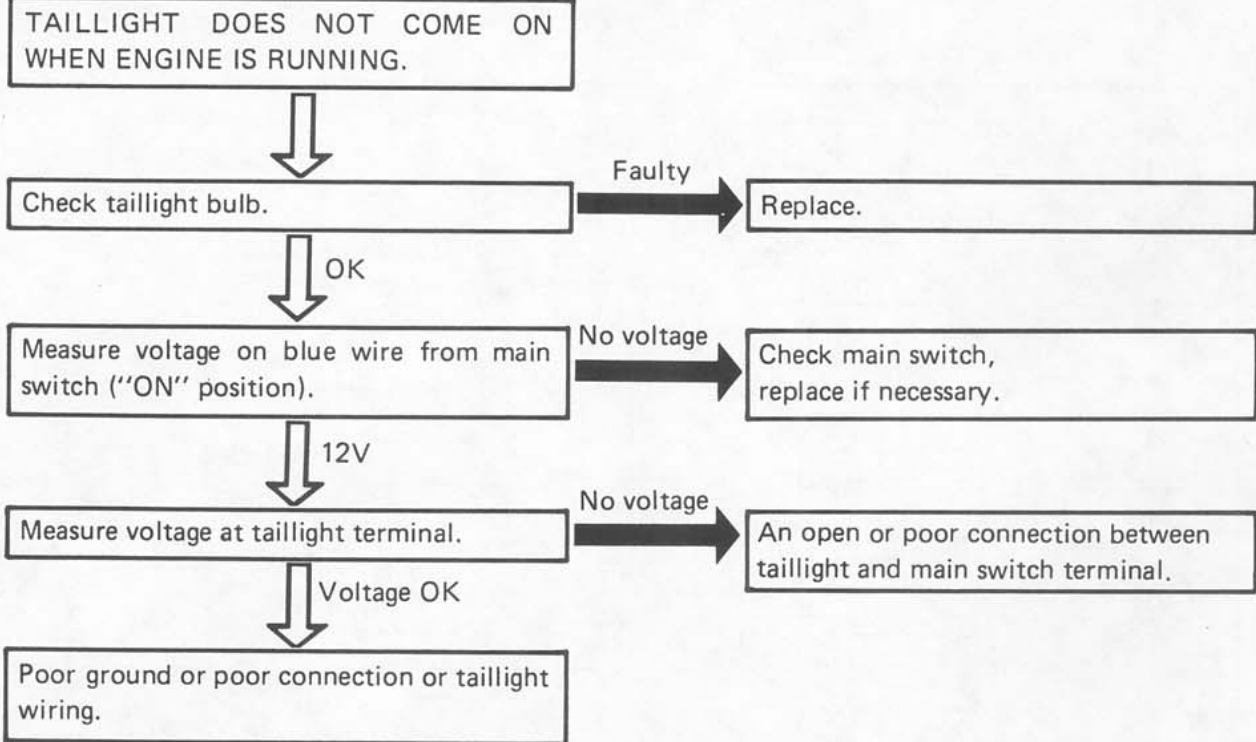 TAILLIGHT DOES NOT COME ON
WHEN ENGINE IS RUNNING.
Check taillight bulb.
Faulty
Replace.
OK
Measure voltage on blue wire from main
switch (“ON” position).
No voltage
Check main switch,
replace if necessary.
12V
Measure voltage at taillight terminal.
No voltage
An open or poor connection between
taillight and main switch terminal.
Voltage OK
Poor ground or poor connection or taillight
wiring.